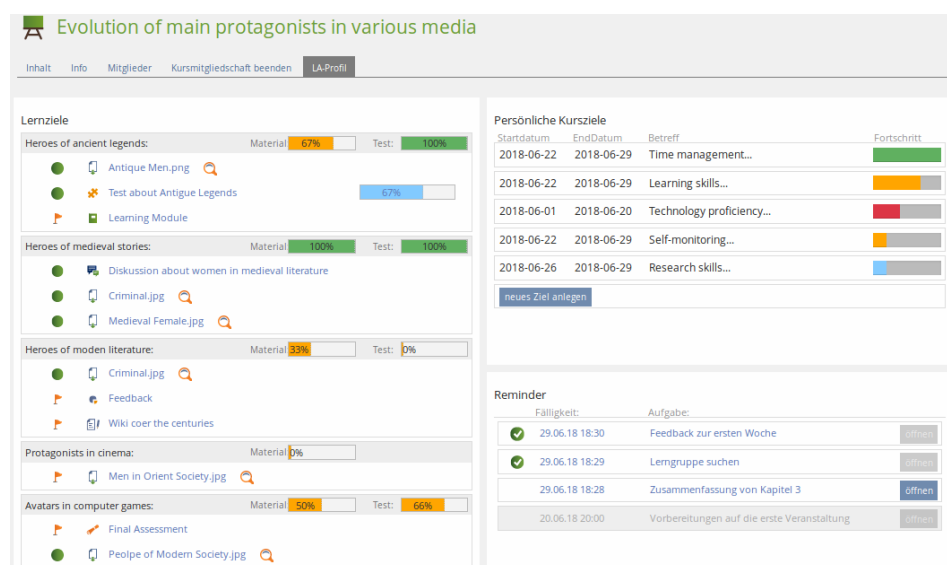 Evolution of main protagonists in various media
Inhalt Info Mitglieder Kursmitgliedschaft beenden LA-Profil
Lernziele
Heroes of ancient legends: Material 67% Test: 100%
Antique Men.png
Test about Antigue Legends 67%
Learning Module
Heroes of medieval stories: Material 100% Test: 100%
Diskussion about women in medieval literature
Criminal.jpg
Medieval Female.jpg
Heroes of moden literature: Material 33% Test: 0%
Criminal.jpg
Feedback
Wiki coer the centuries
Protagonists in cinema: Material 0%
Men in Orient Society.jpg
Avatars in computer games: Material 50% Test: 66%
Final Assessment
Peolpe of Modern Society.jpg
Persönliche Kursziele
Startdatum EndDatum Betreff Fortschritt
2018-06-22 2018-06-29 Time management...
2018-06-22 2018-06-29 Learning skills...
2018-06-01 2018-06-20 Technology proficiency...
2018-06-22 2018-06-29 Self-monitoring...
2018-06-26 2018-06-29 Research skills...
neues Ziel anlegen
Reminder
Fälligkeit: Aufgabe:
29.06.18 18:30 Feedback zur ersten Woche öffnen
29.06.18 18:29 Lerngruppe suchen öffnen
29.06.18 18:28 Zusammenfassung von Kapitel 3 öffnen
20.06.18 20:00 Vorbereitungen auf die erste Veranstaltung öffnen